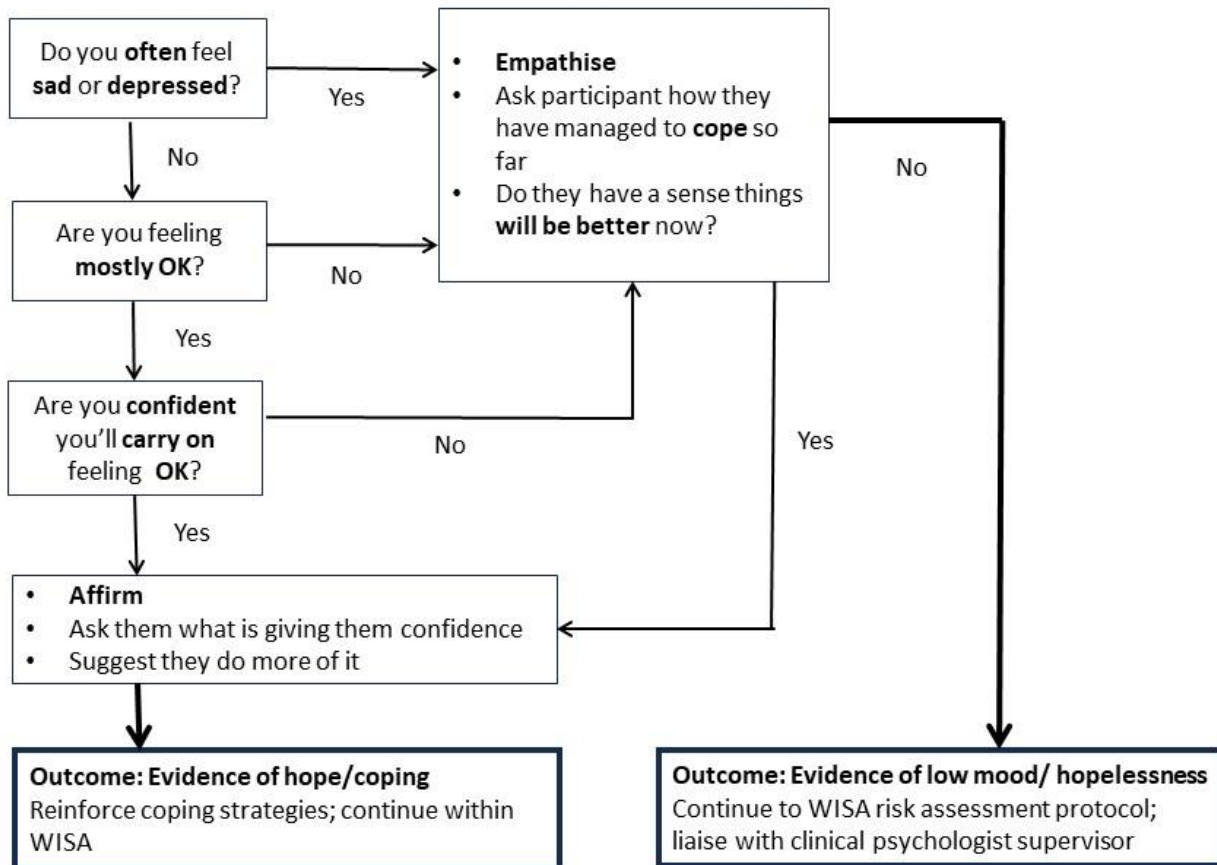 Do you often feel
sad or depressed?
Yes
• Empathise
• Ask participant how they
have managed to cope so
far
• Do they have a sense things
will be better now?
No
No
Are you feeling
mostly OK?
No
Yes
Are you confident
you’ll carry on
feeling OK?
No
Yes
Yes
• Affirm
• Ask them what is giving them confidence
• Suggest they do more of it
Outcome: Evidence of hope/coping
Reinforce coping strategies; continue within
WISA
Outcome: Evidence of low mood/ hopelessness
Continue to WISA risk assessment protocol;
liaise with clinical psychologist supervisor